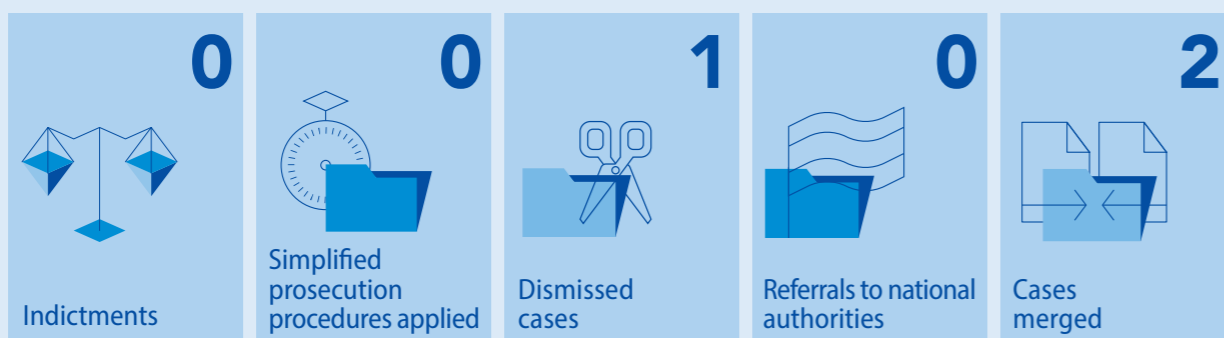 0
Indictments
0
Simplified
prosecution
procedures applied
1
Dismissed
cases
0
Referrals to national
authorities
2
Cases
merged